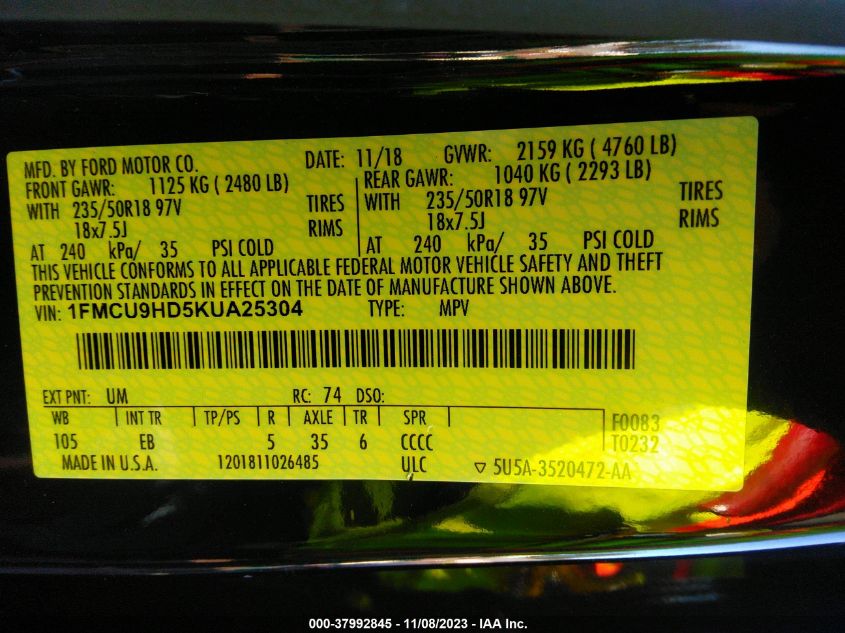 MFD. BY FORD MOTOR CO. DATE: 11/18 GVWR: 2159 KG ( 4760 LB)
FRONT GAWR: 1125 KG ( 2480 LB) REAR GAWR: 1040 KG ( 2293 LB)
WITH 235/50R18 97V TIRES WITH 235/50R18 97V TIRES
18x7.5J RIMS 18x7.5J RIMS
AT 240 kPa/ 35 PSI COLD AT 240 kPa/ 35 PSI COLD
THIS VEHICLE CONFORMS TO ALL APPLICABLE FEDERAL MOTOR VEHICLE SAFETY AND THEFT
PREVENTION STANDARDS IN EFFECT ON THE DATE OF MANUFACTURE SHOWN ABOVE.
VIN: 1FMCU9HD5KUA25304 TYPE: MPV
EXT PNT: UM RC: 74 DSO:
WB INT TR TP/PS R AXLE TR SPR F0083
105 EB 5 35 6 CCCC T0232
MADE IN U.S.A. 1201811026485 ULC ▽ 5U5A-3520472-AA
000-37992845 - 11/08/2023 - IAA Inc.